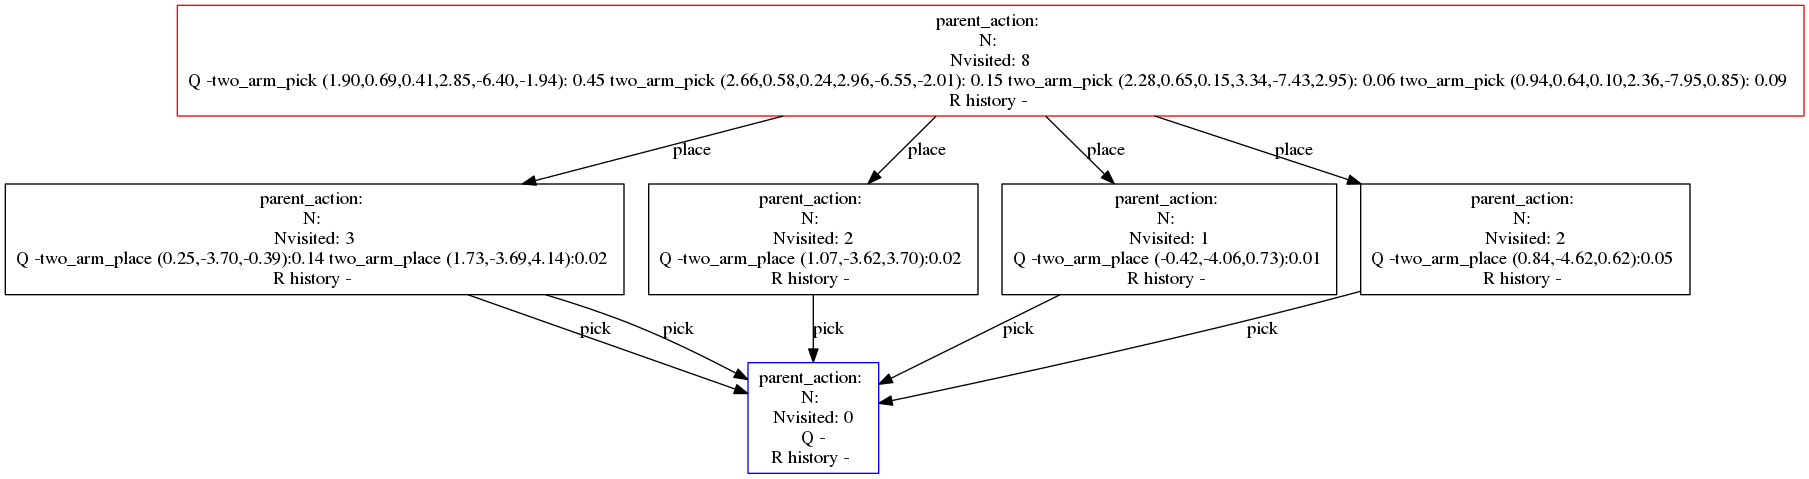 parent_action:
N:
Nvisited: 8
Q -two_arm_pick (1.90,0.69,0.41,2.85,-6.40,-1.94): 0.45 two_arm_pick (2.66,0.58,0.24,2.96,-6.55,-2.01): 0.15 two_arm_pick (2.28,0.65,0.15,3.34,-7.43,2.95): 0.06 two_arm_pick (0.94,0.64,0.10,2.36,-7.95,0.85): 0.09
R history -
place
place
place
place
parent_action:
N:
Nvisited: 3
Q -two_arm_place (0.25,-3.70,-0.39):0.14 two_arm_place (1.73,-3.69,4.14):0.02
R history -
parent_action:
N:
Nvisited: 2
Q -two_arm_place (1.07,-3.62,3.70):0.02
R history -
parent_action:
N:
Nvisited: 1
Q -two_arm_place (-0.42,-4.06,0.73):0.01
R history -
parent_action:
N:
Nvisited: 2
Q -two_arm_place (0.84,-4.62,0.62):0.05
R history -
pick
pick
pick
pick
pick
parent_action:
N:
Nvisited: 0
Q -
R history -